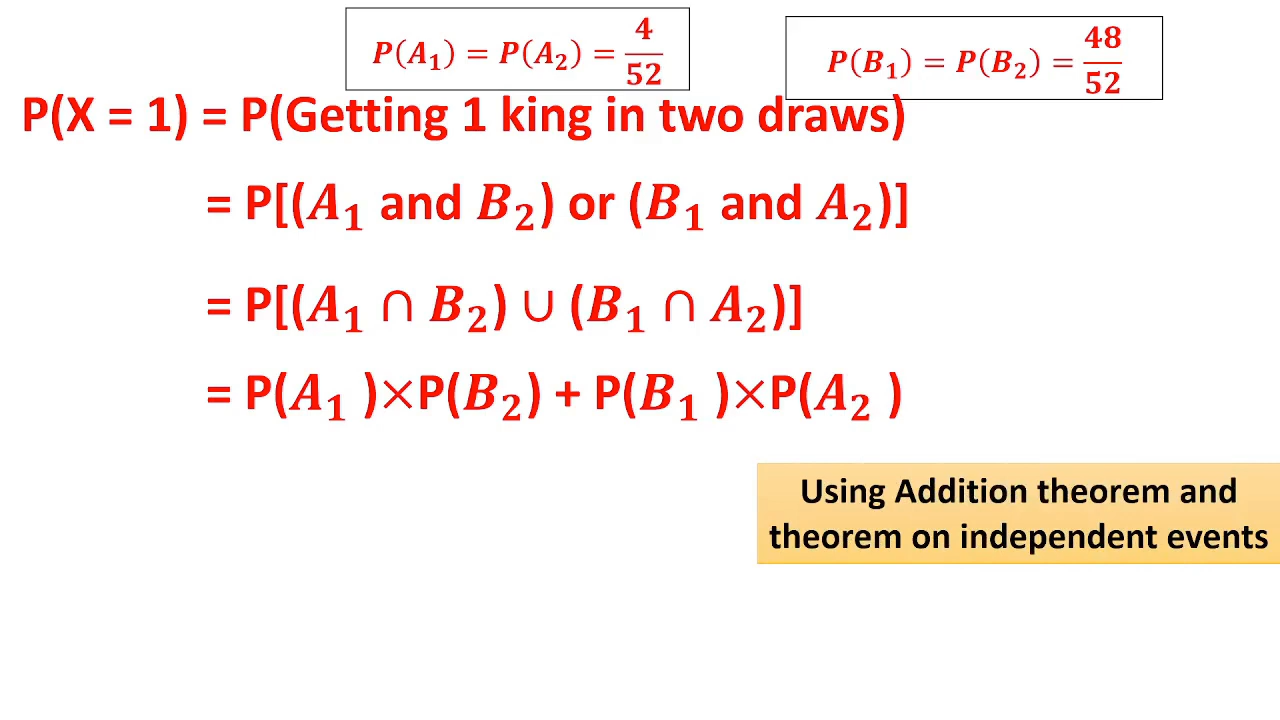 P(A₁) = P(A₂) = 4/52
P(B₁) = P(B₂) = 48/52
P(X = 1) = P(Getting 1 king in two draws)
= P[(A₁ and B₂) or (B₁ and A₂)]
= P[(A₁ ∩ B₂) ∪ (B₁ ∩ A₂)]
= P(A₁ )×P(B₂) + P(B₁ )×P(A₂ )
Using Addition theorem and
theorem on independent events